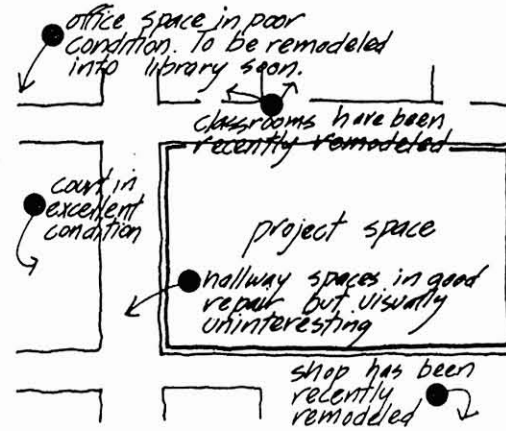 office space in poor
condition. To be remodeled
into library soon.
classrooms have been
recently remodeled
court in
excellent
condition
project space
hallway spaces in good
repair but visually
uninteresting
shop has been
recently
remodeled